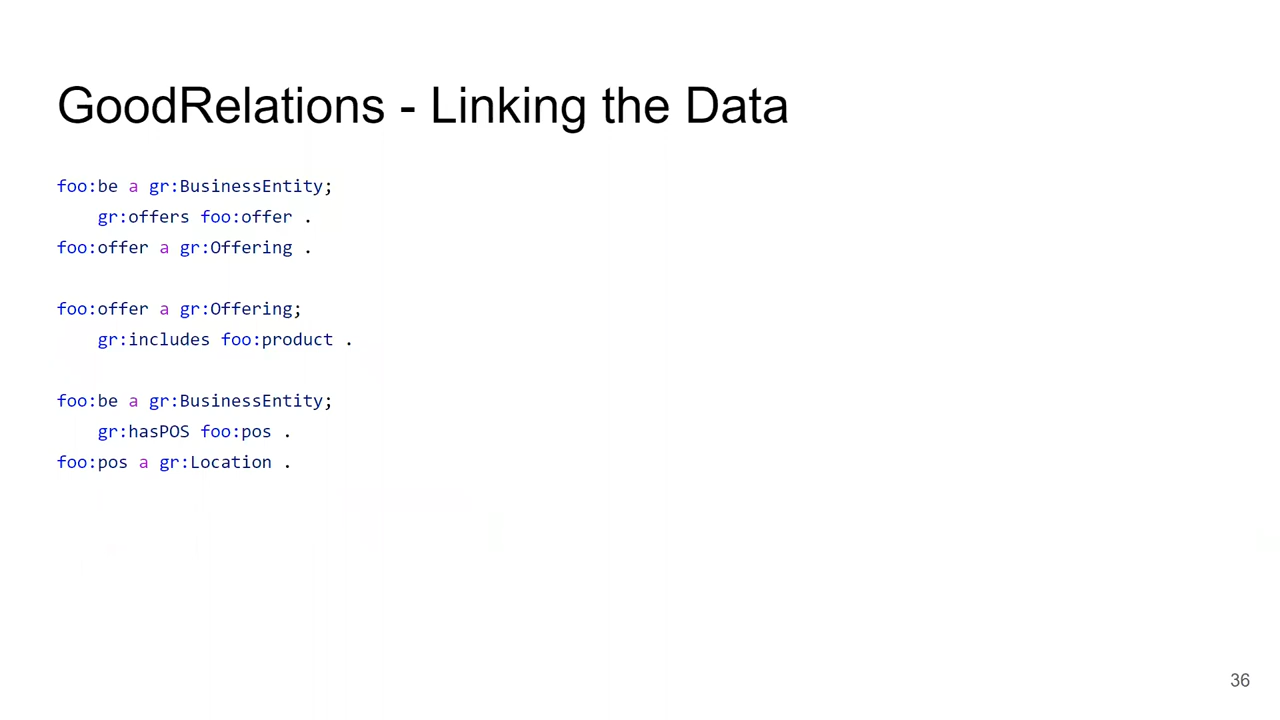 GoodRelations - Linking the Data
foo:be a gr:BusinessEntity;
    gr:offers foo:offer .
foo:offer a gr:Offering .
foo:offer a gr:Offering;
    gr:includes foo:product .
foo:be a gr:BusinessEntity;
    gr:hasPOS foo:pos .
foo:pos a gr:Location .
36